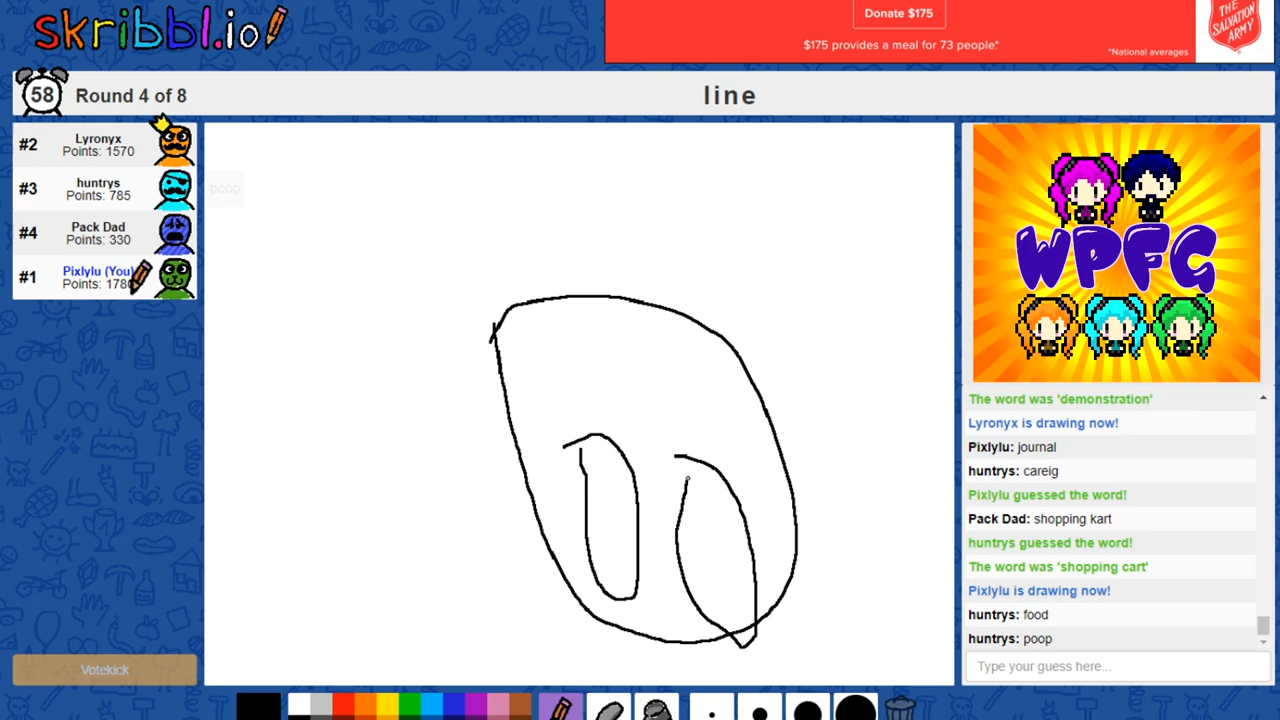 skribbl.io
Donate $175
$175 provides a meal for 73 people.*
*National averages
THE SALVATION ARMY
58
Round 4 of 8
line
#2
Lyronyx
Points: 1570
#3
huntrys
Points: 785
#4
Pack Dad
Points: 330
#1
Pixlylu (You)
Points: 1780
poop
WPFG
The word was 'demonstration'
Lyronyx is drawing now!
Pixlylu: journal
huntrys: careig
Pixlylu guessed the word!
Pack Dad: shopping kart
huntrys guessed the word!
The word was 'shopping cart'
Pixlylu is drawing now!
huntrys: food
huntrys: poop
Type your guess here...
Votekick